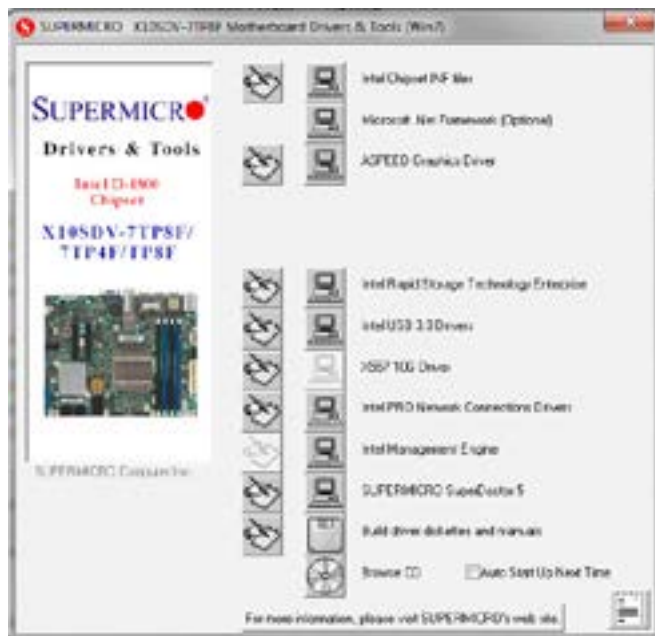 SUPERMICRO X10SDV-7TP8F Motherboard Drivers & Tools (Win7)
SUPERMICRO
Drivers & Tools
Intel D-1500
Chipset
X10SDV-7TP8F/
7TP4F/TP8F
SUPERMICRO Computer Inc.
Intel Chipset INF files
Microsoft .Net Framework (Optional)
ASPEED Graphics Driver
Intel Rapid Storage Technology Enterprise
Intel USB 3.0 Drivers
X557 10G Driver
Intel PRO Network Connections Drivers
Intel Management Engine
SUPERMICRO SuperDoctor 5
Build driver diskettes and manuals
Browse CD
Auto Start Up Next Time
For more information, please visit SUPERMICRO's web site.